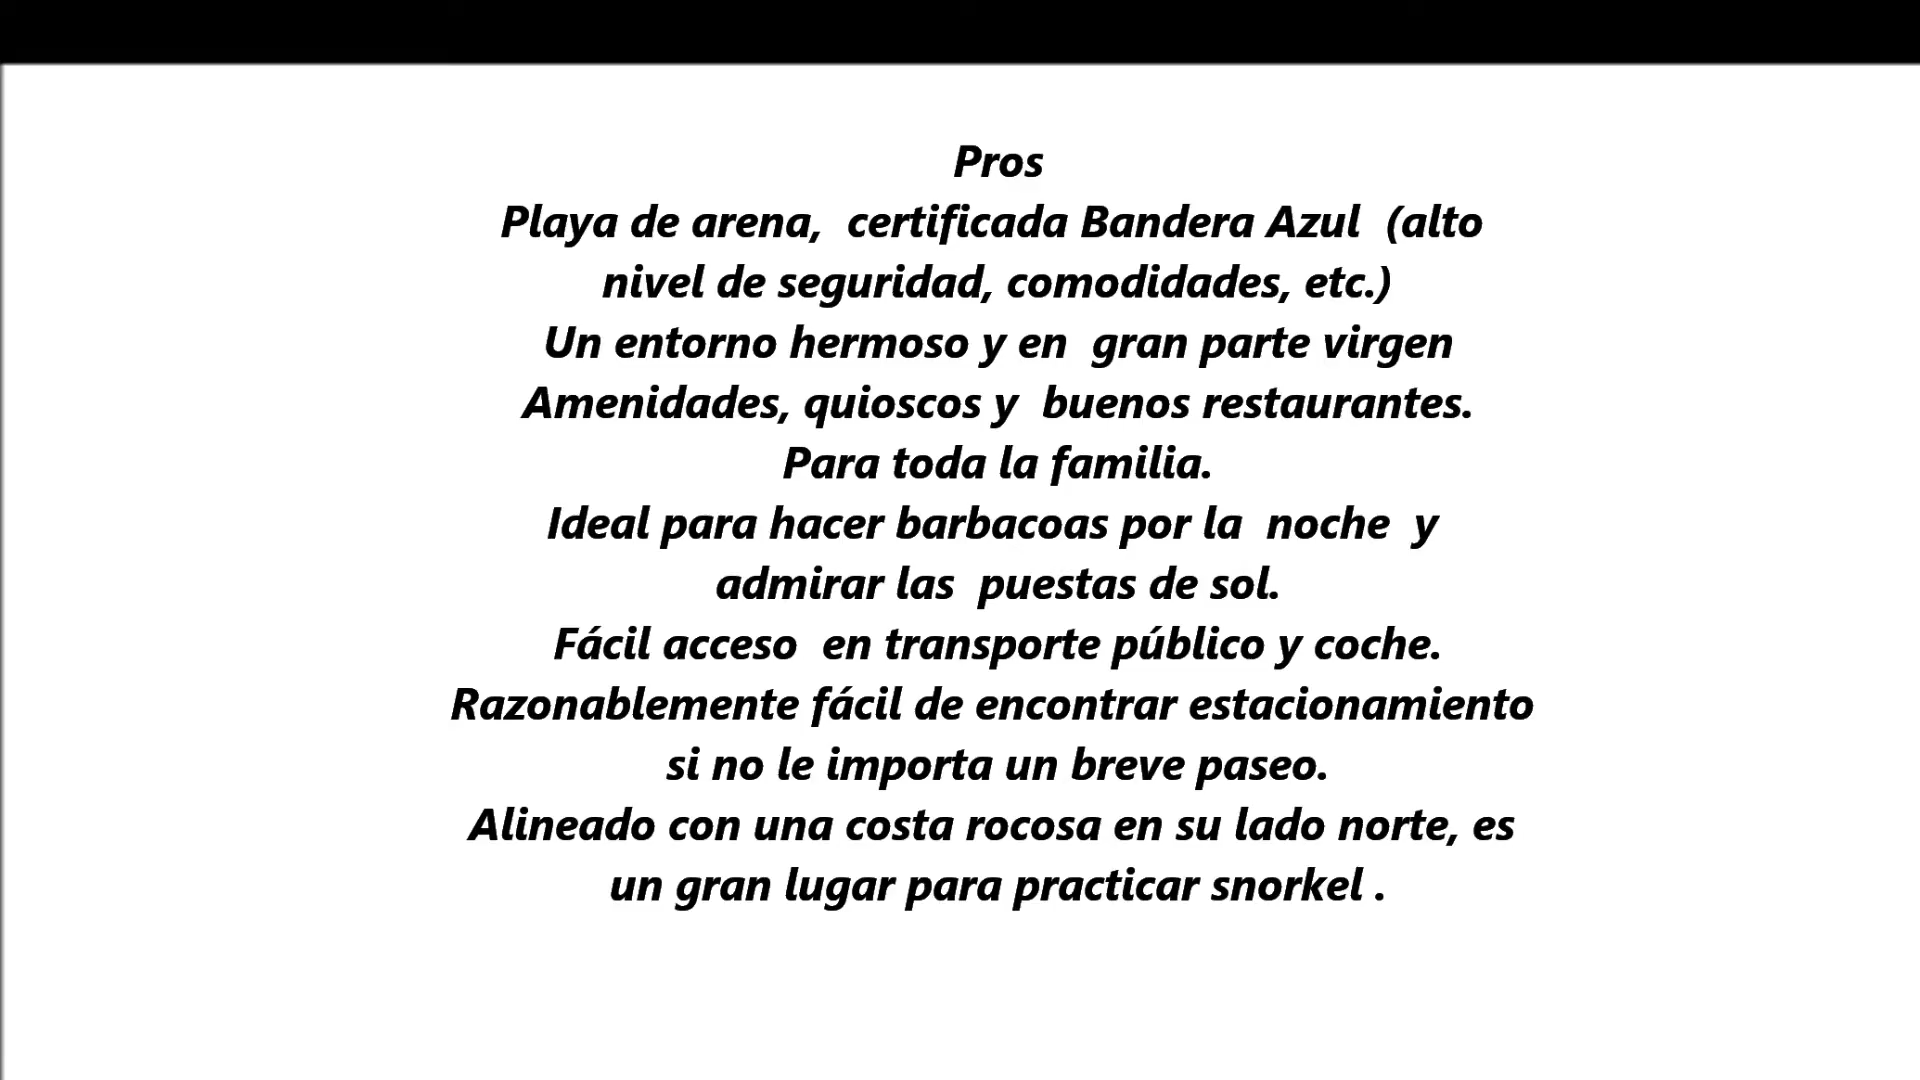 Pros
Playa de arena,  certificada Bandera Azul  (alto
nivel de seguridad, comodidades, etc.)
Un entorno hermoso y en  gran parte virgen
Amenidades, quioscos y  buenos restaurantes.
Para toda la familia.
Ideal para hacer barbacoas por la  noche  y
admirar las  puestas de sol.
Fácil acceso  en transporte público y coche.
Razonablemente fácil de encontrar estacionamiento
si no le importa un breve paseo.
Alineado con una costa rocosa en su lado norte, es
un gran lugar para practicar snorkel .